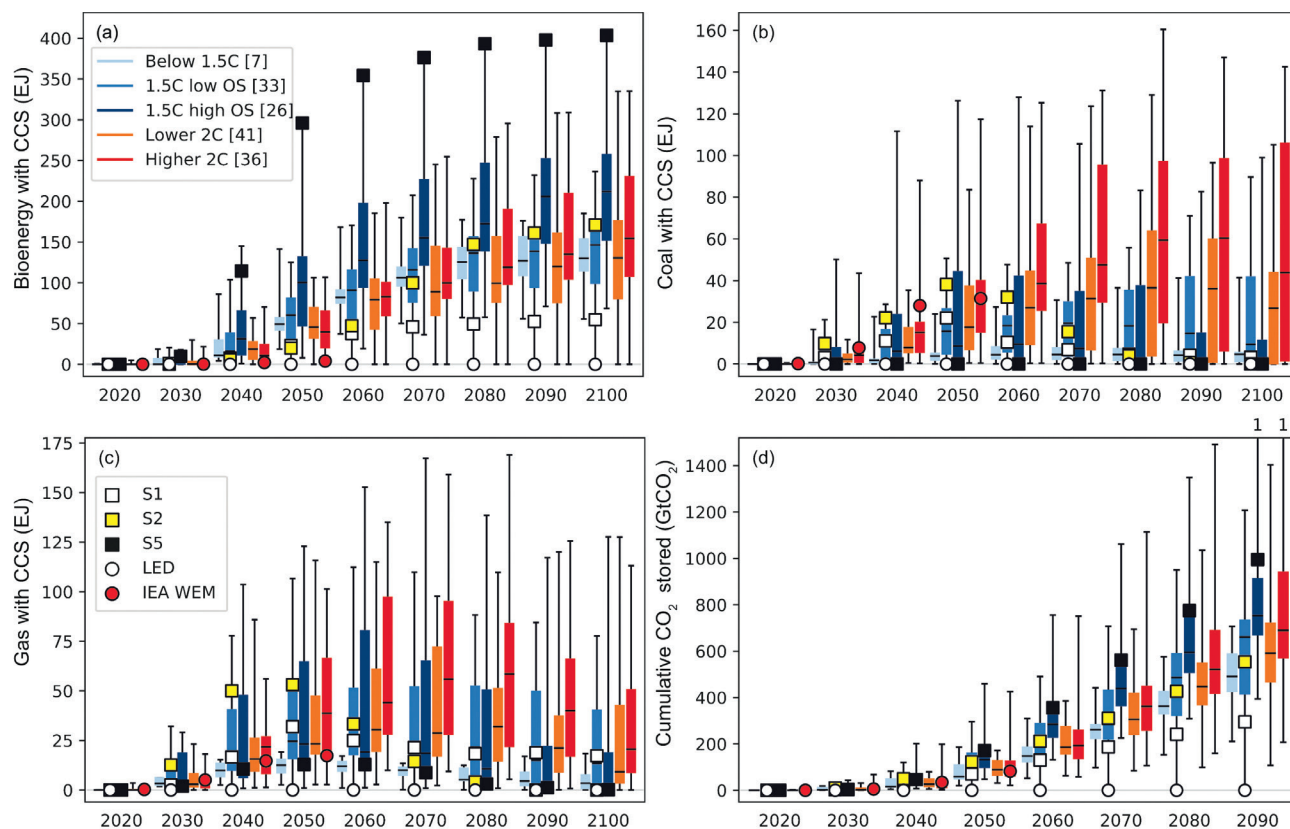 (a)
Bioenergy with CCS (EJ)
400
350
300
250
200
150
100
50
0
Below 1.5C [7]
1.5C low OS [33]
1.5C high OS [26]
Lower 2C [41]
Higher 2C [36]
2020 2030 2040 2050 2060 2070 2080 2090 2100
(b)
Coal with CCS (EJ)
160
140
120
100
80
60
40
20
0
2020 2030 2040 2050 2060 2070 2080 2090 2100
(c)
Gas with CCS (EJ)
175
150
125
100
75
50
25
0
S1
S2
S5
LED
IEA WEM
2020 2030 2040 2050 2060 2070 2080 2090 2100
(d)
1 1
Cumulative CO₂ stored (GtCO₂)
1400
1200
1000
800
600
400
200
0
2020 2030 2040 2050 2060 2070 2080 2090